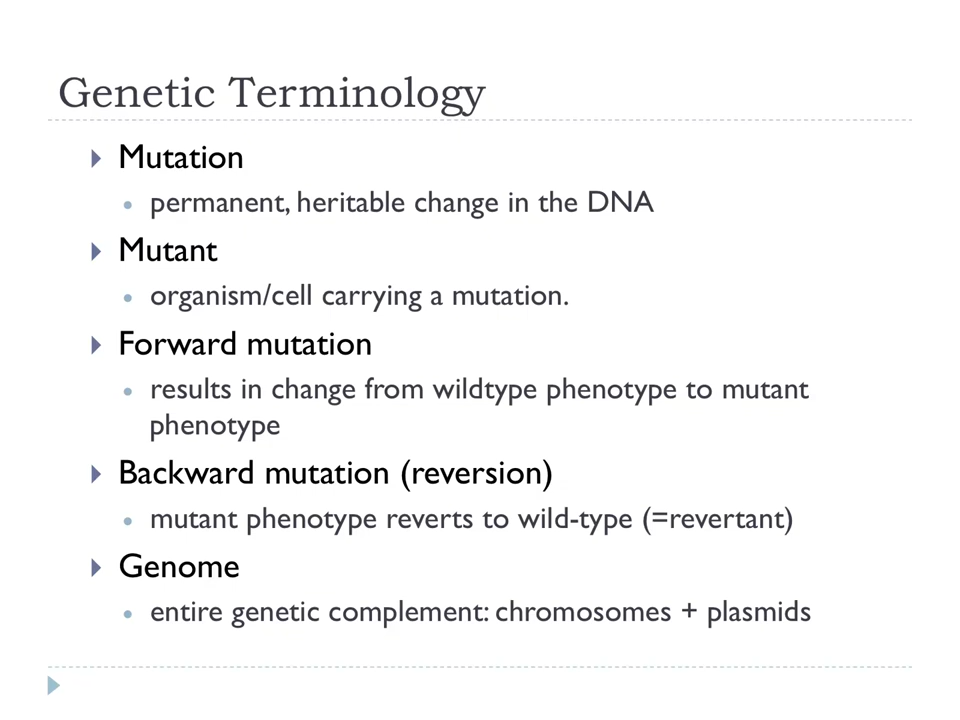 Genetic Terminology
Mutation
permanent, heritable change in the DNA
Mutant
organism/cell carrying a mutation.
Forward mutation
results in change from wildtype phenotype to mutant
phenotype
Backward mutation (reversion)
mutant phenotype reverts to wild-type (=revertant)
Genome
entire genetic complement: chromosomes + plasmids